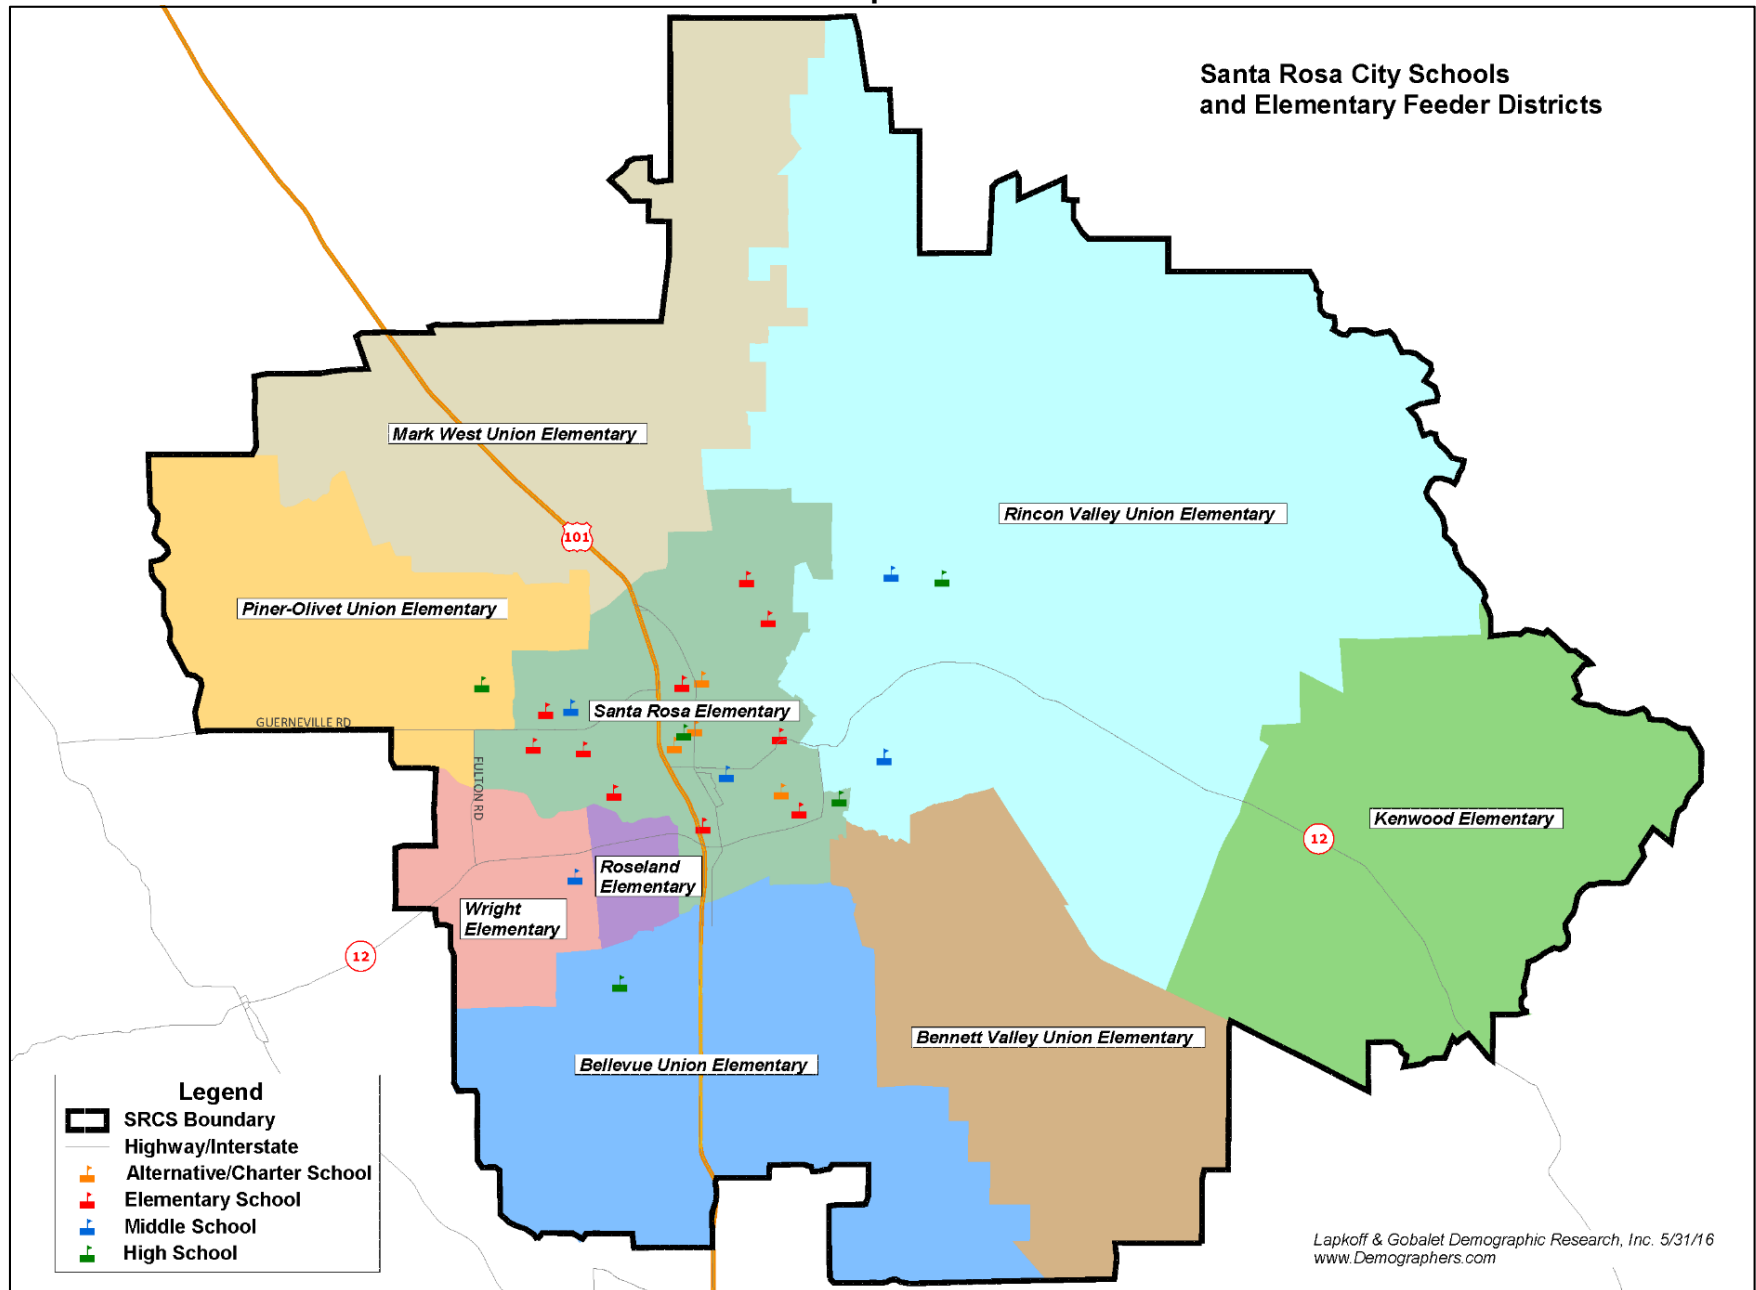 Santa Rosa City Schools
and Elementary Feeder Districts
Mark West Union Elementary
Rincon Valley Union Elementary
101
Piner-Olivet Union Elementary
Santa Rosa Elementary
GUERNEVILLE RD
FULTON RD
Kenwood Elementary
12
Roseland
Elementary
Wright
Elementary
12
Bennett Valley Union Elementary
Bellevue Union Elementary
Legend
SRCS Boundary
Highway/Interstate
Alternative/Charter School
Elementary School
Middle School
High School
Lapkoff & Gobalet Demographic Research, Inc. 5/31/16
www.Demographers.com